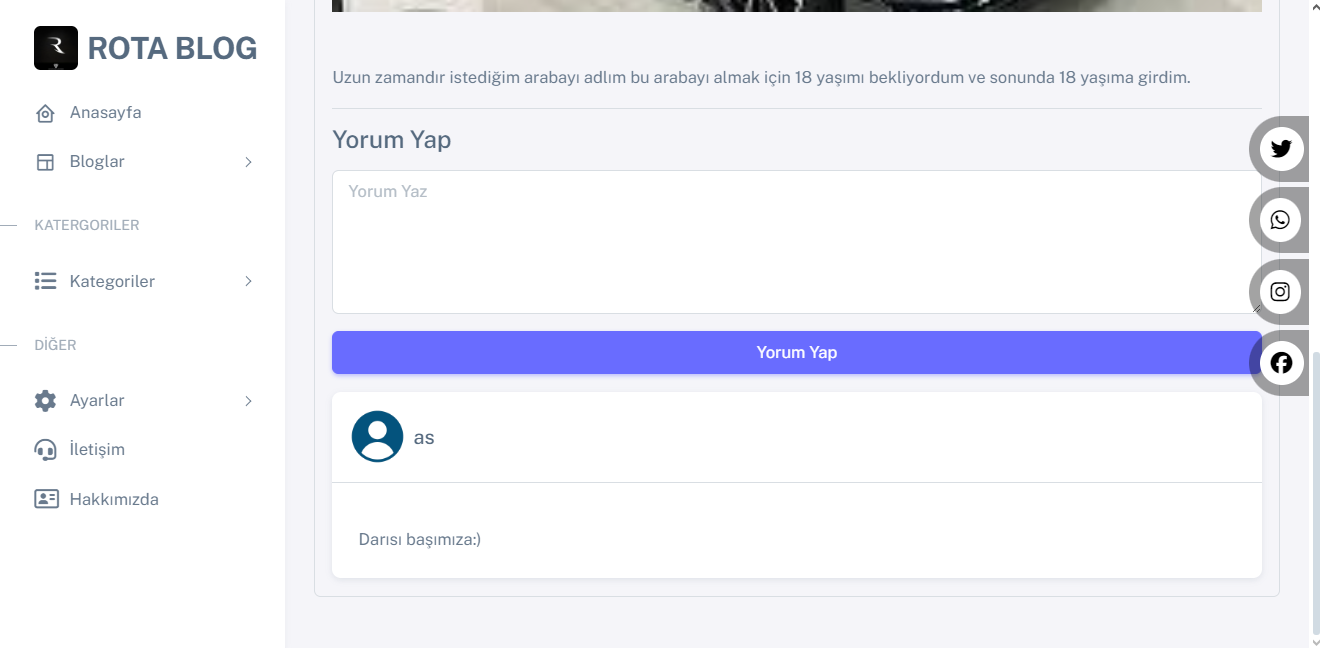 ROTA BLOG
Anasayfa
Bloglar
KATERGORILER
Kategoriler
DİĞER
Ayarlar
İletişim
Hakkımızda
Uzun zamandır istediğim arabayı adlım bu arabayı almak için 18 yaşımı bekliyordum ve sonunda 18 yaşıma girdim.
Yorum Yap
Yorum Yaz
Yorum Yap
as
Darısı başımıza:)